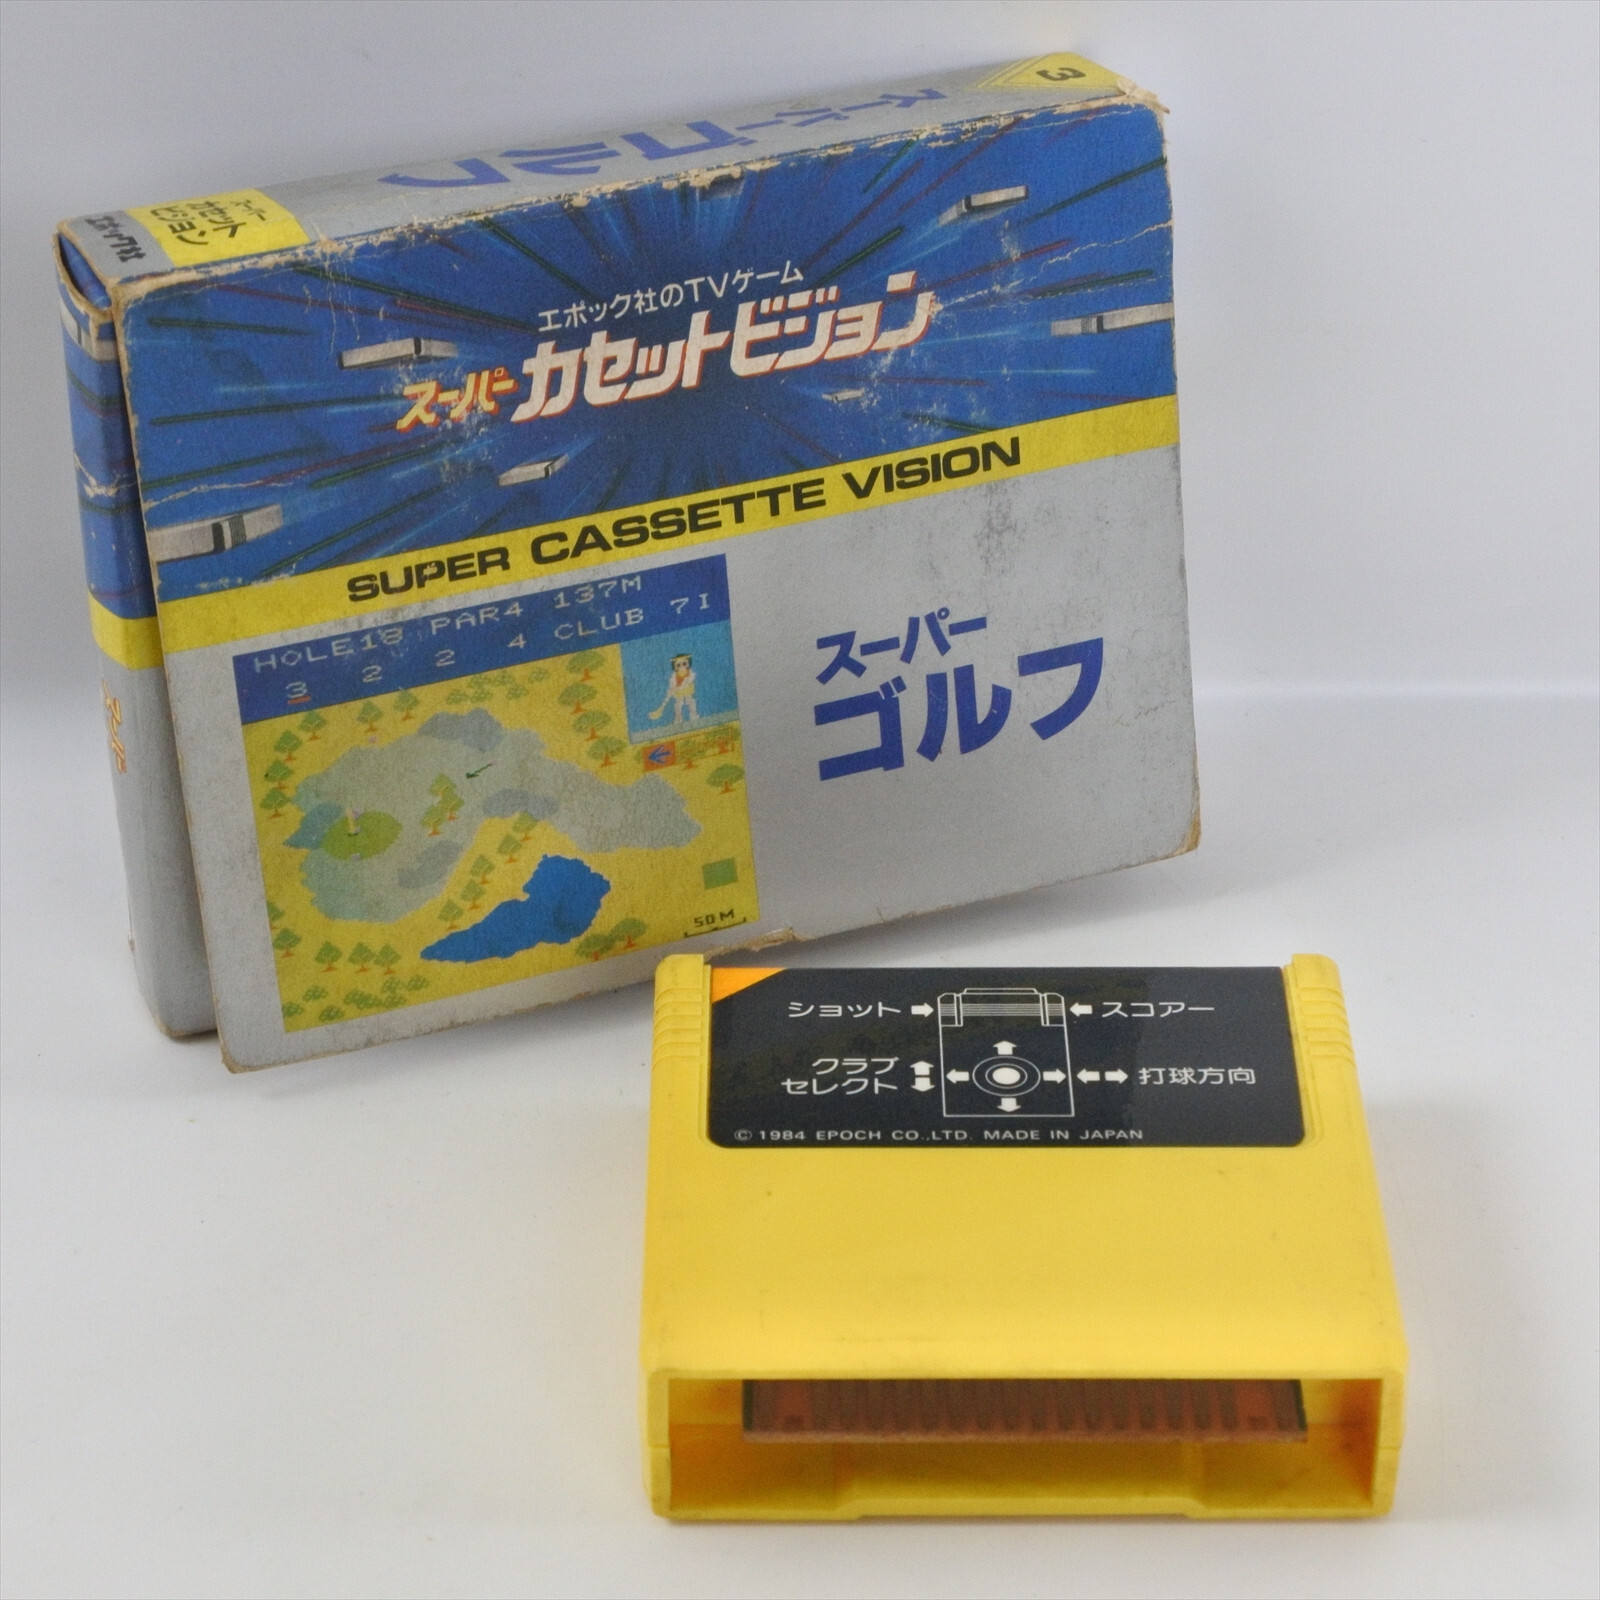 3
スーパー
ゴルフ
スーパー
カセット
ビジョン
エポック社
エポック社のTVゲーム
スーパーカセットビジョン
SUPER CASSETTE VISION
HOLE18 PAR4 137M
3 2 2 4 CLUB 7I
50M
スーパー
ゴルフ
ショット
スコアー
クラブ
セレクト
打球方向
©1984 EPOCH CO.,LTD. MADE IN JAPAN